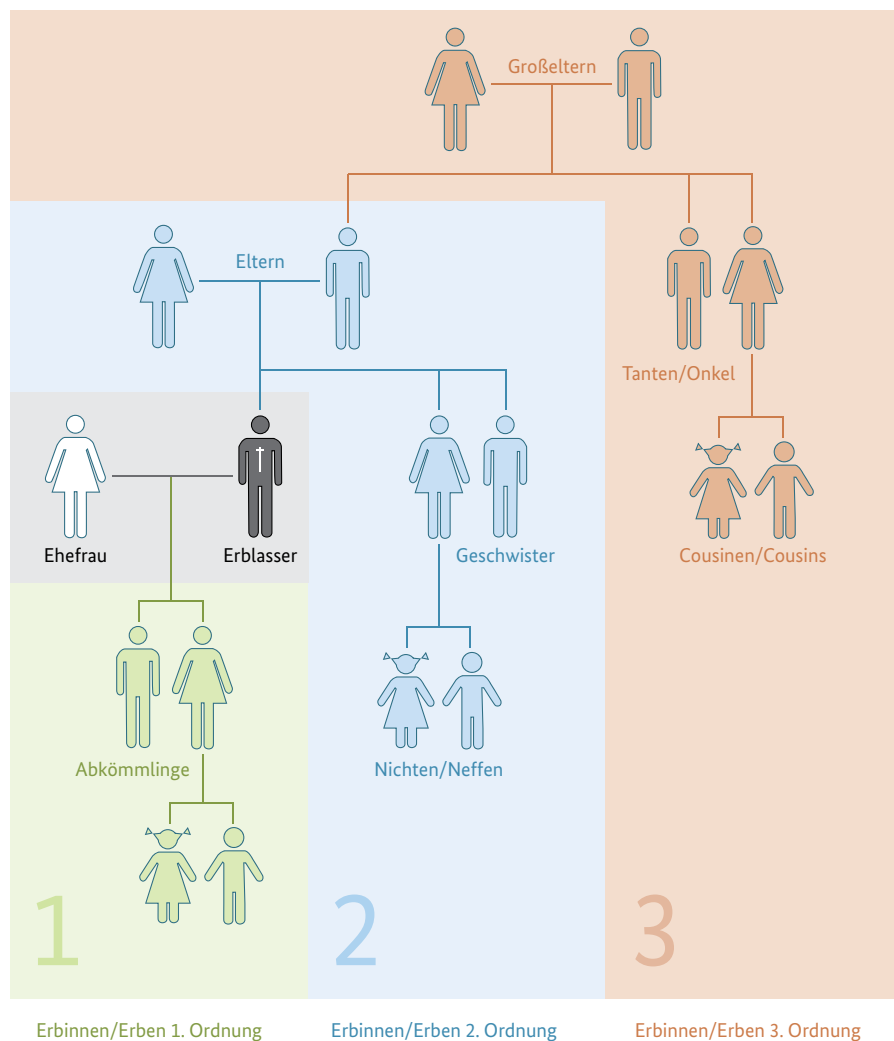 Großeltern
Eltern
Tanten/Onkel
Ehefrau
Erblasser
Geschwister
Cousinen/Cousins
Abkömmlinge
Nichten/Neffen
1
2
3
Erbinnen/Erben 1. Ordnung
Erbinnen/Erben 2. Ordnung
Erbinnen/Erben 3. Ordnung